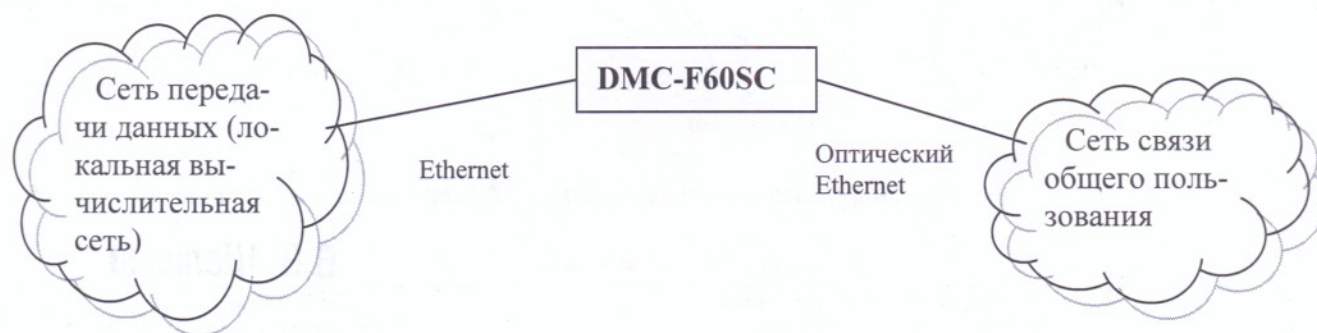 Сеть переда-
чи данных (ло-
кальная вы-
числительная
сеть)
Ethernet
DMC-F60SC
Оптический
Ethernet
Сеть связи
общего поль-
зования